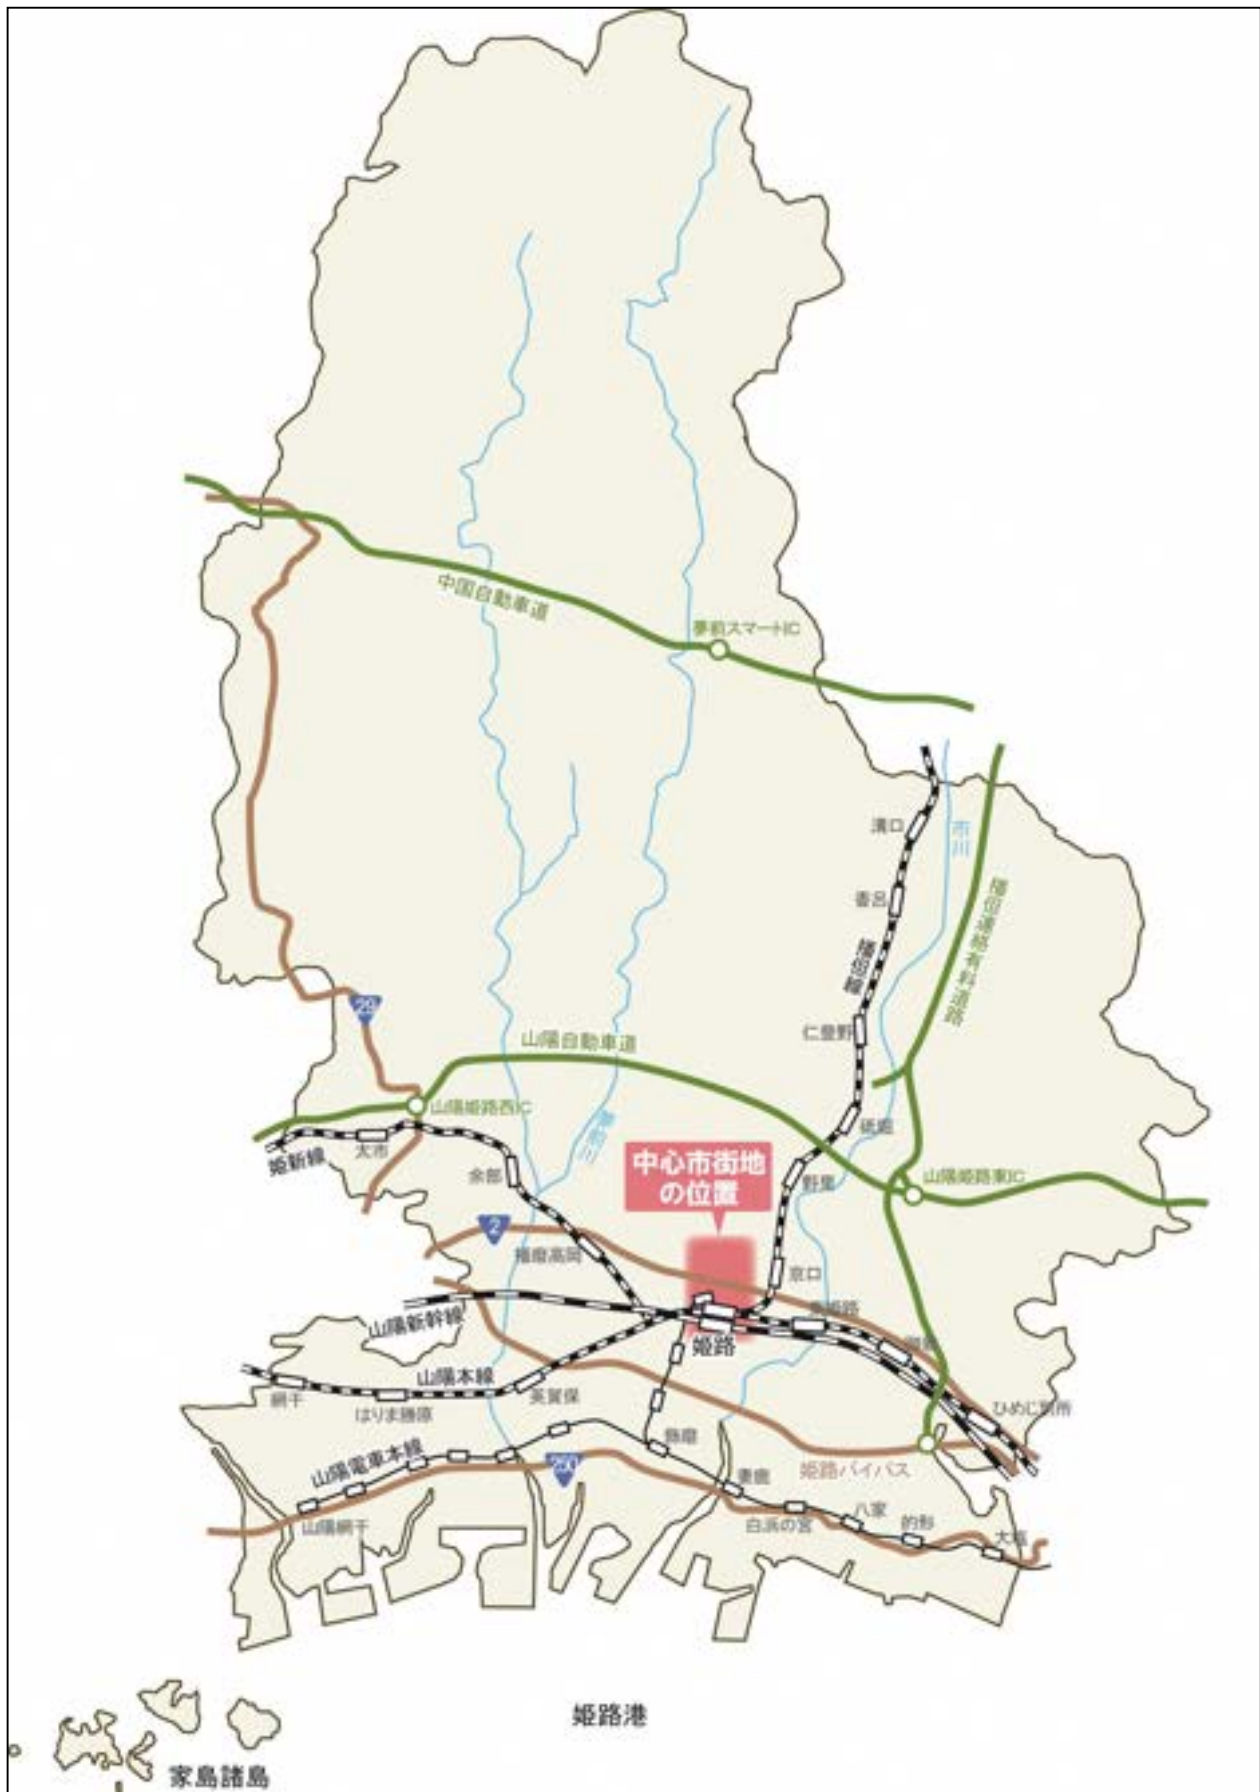 中国自動車道
夢前スマートIC
溝口
市川
香呂
播但線
播但連絡有料道路
29
仁豊野
山陽自動車道
山陽姫路西IC
夢前川
砥堀
姫新線
太市
余部
中心市街地
の位置
野里
山陽姫路東IC
2
播磨高岡
京口
東姫路
山陽新幹線
姫路
御着
山陽本線
網干
はりま勝原
英賀保
ひめじ別所
飾磨
山陽電車本線
250
姫路バイパス
妻鹿
山陽網干
白浜の宮
八家
的形
大塩
姫路港
家島諸島